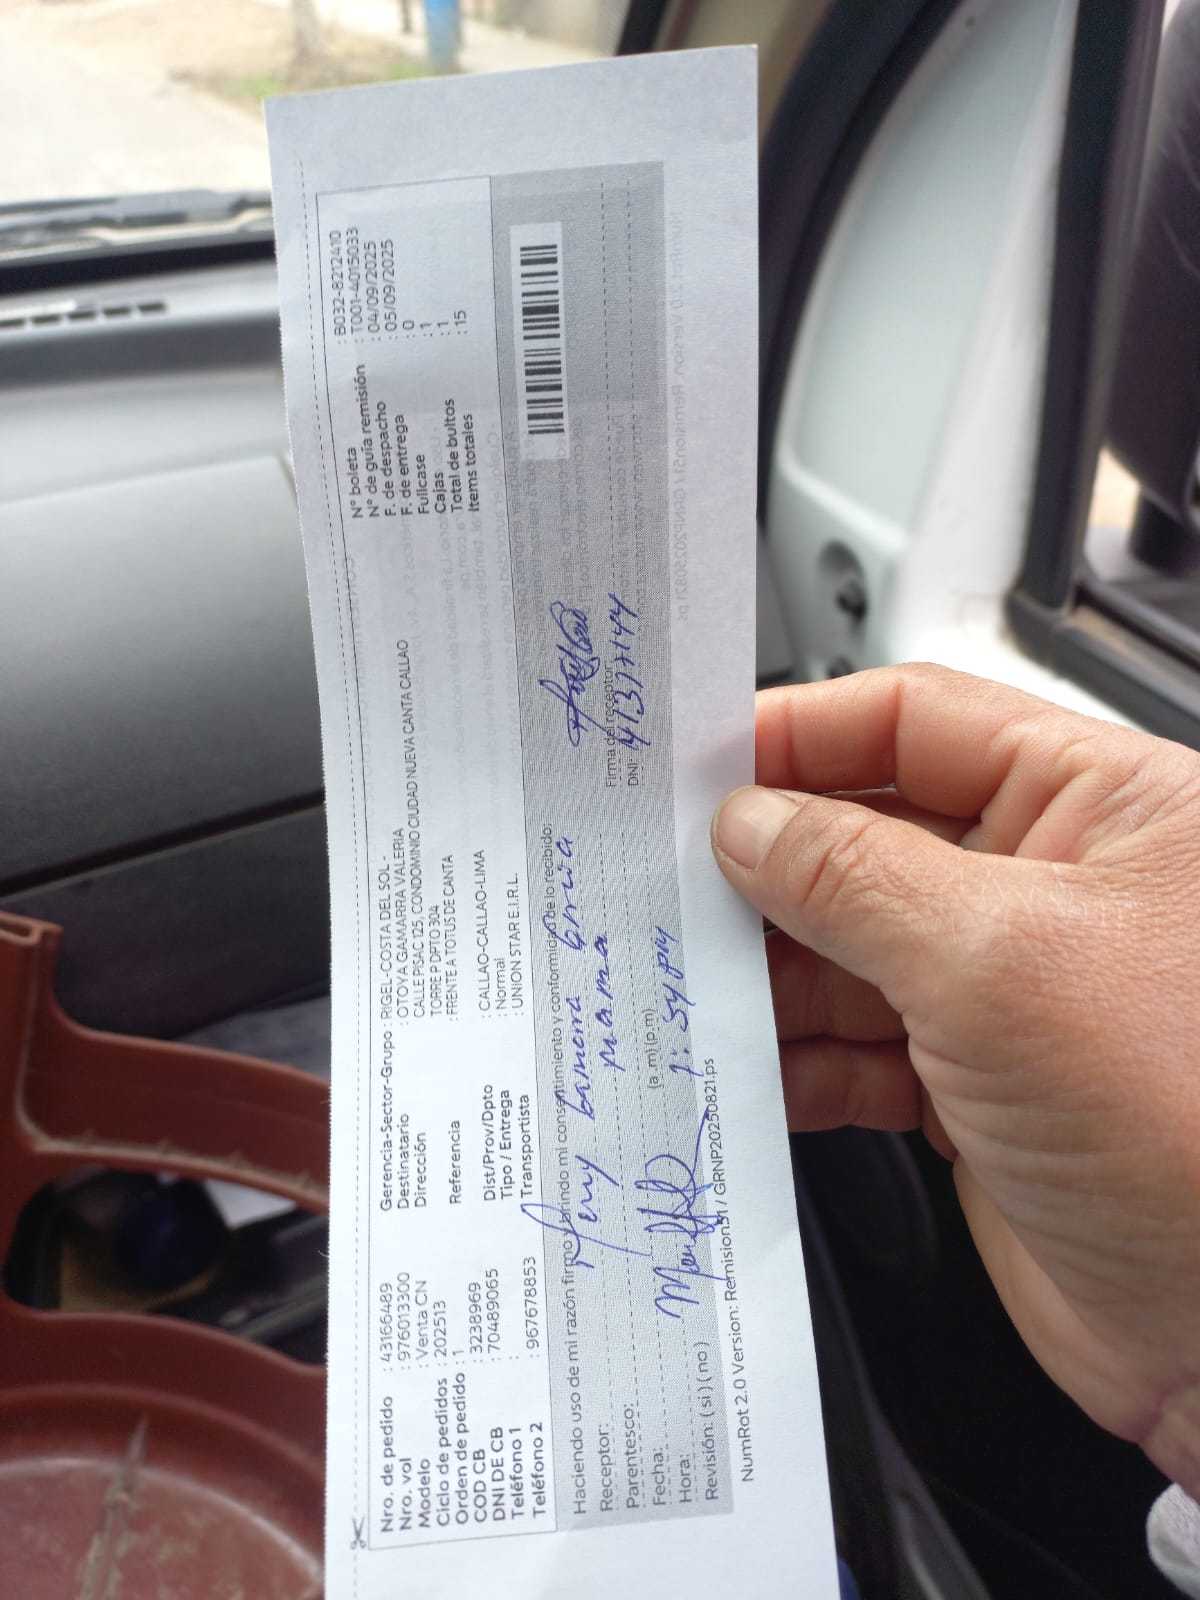 Nro. de pedido : 43166489
Nro. vol : 976013300
Modelo : Venta CN
Ciclo de pedidos : 202513
Orden de pedido : 1
COD CB : 3238969
DNI DE CB : 70489065
Teléfono 1 :
Teléfono 2 : 967678853
Gerencia-Sector-Grupo : RIGEL-COSTA DEL SOL -
Destinatario : OTOYA GAMARRA VALERIA
Dirección : CALLE PISAC 125, CONDOMINIO CIUDAD NUEVA CANTA CALLAO
TORRE P DPTO 304
Referencia : FRENTE A TOTUS DE CANTA
Dist/Prov/Dpto : CALLAO-CALLAO-LIMA
Tipo / Entrega : Normal
Transportista : UNION STAR E.I.R.L.
N° boleta : B032-8212410
N° de guía remisión : T001-4015033
F. de despacho : 04/09/2025
F. de entrega : 05/09/2025
Fullcase : 0
Cajas : 1
Total de bultos : 1
Items totales : 15
Haciendo uso de mi razón firmo y brindo mi consentimiento y conformidad de lo recibido:
Receptor:
Parentesco: mama
Fecha:
Hora: (a.m) (p.m) 1:54 pm
Revisión: ( si ) ( no )
Firma del receptor
DNI: 41377144
NumRot 2.0 Version: Remision51 / GRNP20250821.ps